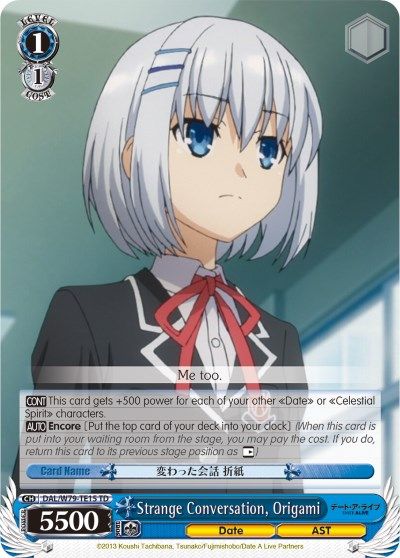 LEVEL
1
1
COST
Me too.
CONT This card gets +500 power for each of your other «Date» or «Celestial
Spirit» characters.
AUTO Encore [Put the top card of your deck into your clock] (When this card is
put into your waiting room from the stage, you may pay the cost. If you do,
return this card to its previous stage position as
Card Name 変わった会話 折紙
CH DAL/W79-TE15 TD
Strange Conversation, Origami
デート・ア・ライブ
POWER
5500
Date
AST
©2013 Koushi Tachibana, Tsunako/Fujimishobo/Date A Live Partners